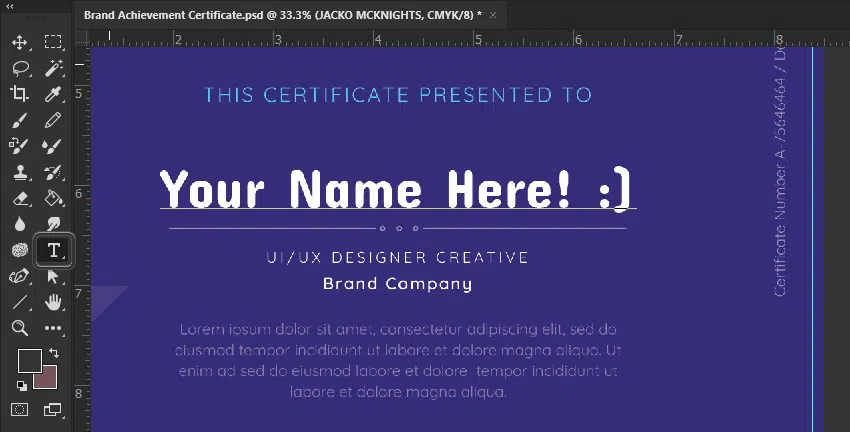 Brand Achievement Certificate.psd @ 33.3% (JACKO MCKNIGHTS, CMYK/8) *
2 3 4 5 6 7 8
5
6
7
8
THIS CERTIFICATE PRESENTED TO
Your Name Here! :)
UI/UX DESIGNER CREATIVE
Brand Company
Lorem ipsum dolor sit amet, consectetur adipiscing elit, sed do
eiusmod tempor incididunt ut labore et dolore magna aliqua. Ut
enim ad sed do eiusmod labore et dolore tempor incididunt ut
labore et dolore magna aliqua.
Certificate Number A-75646464 / Da